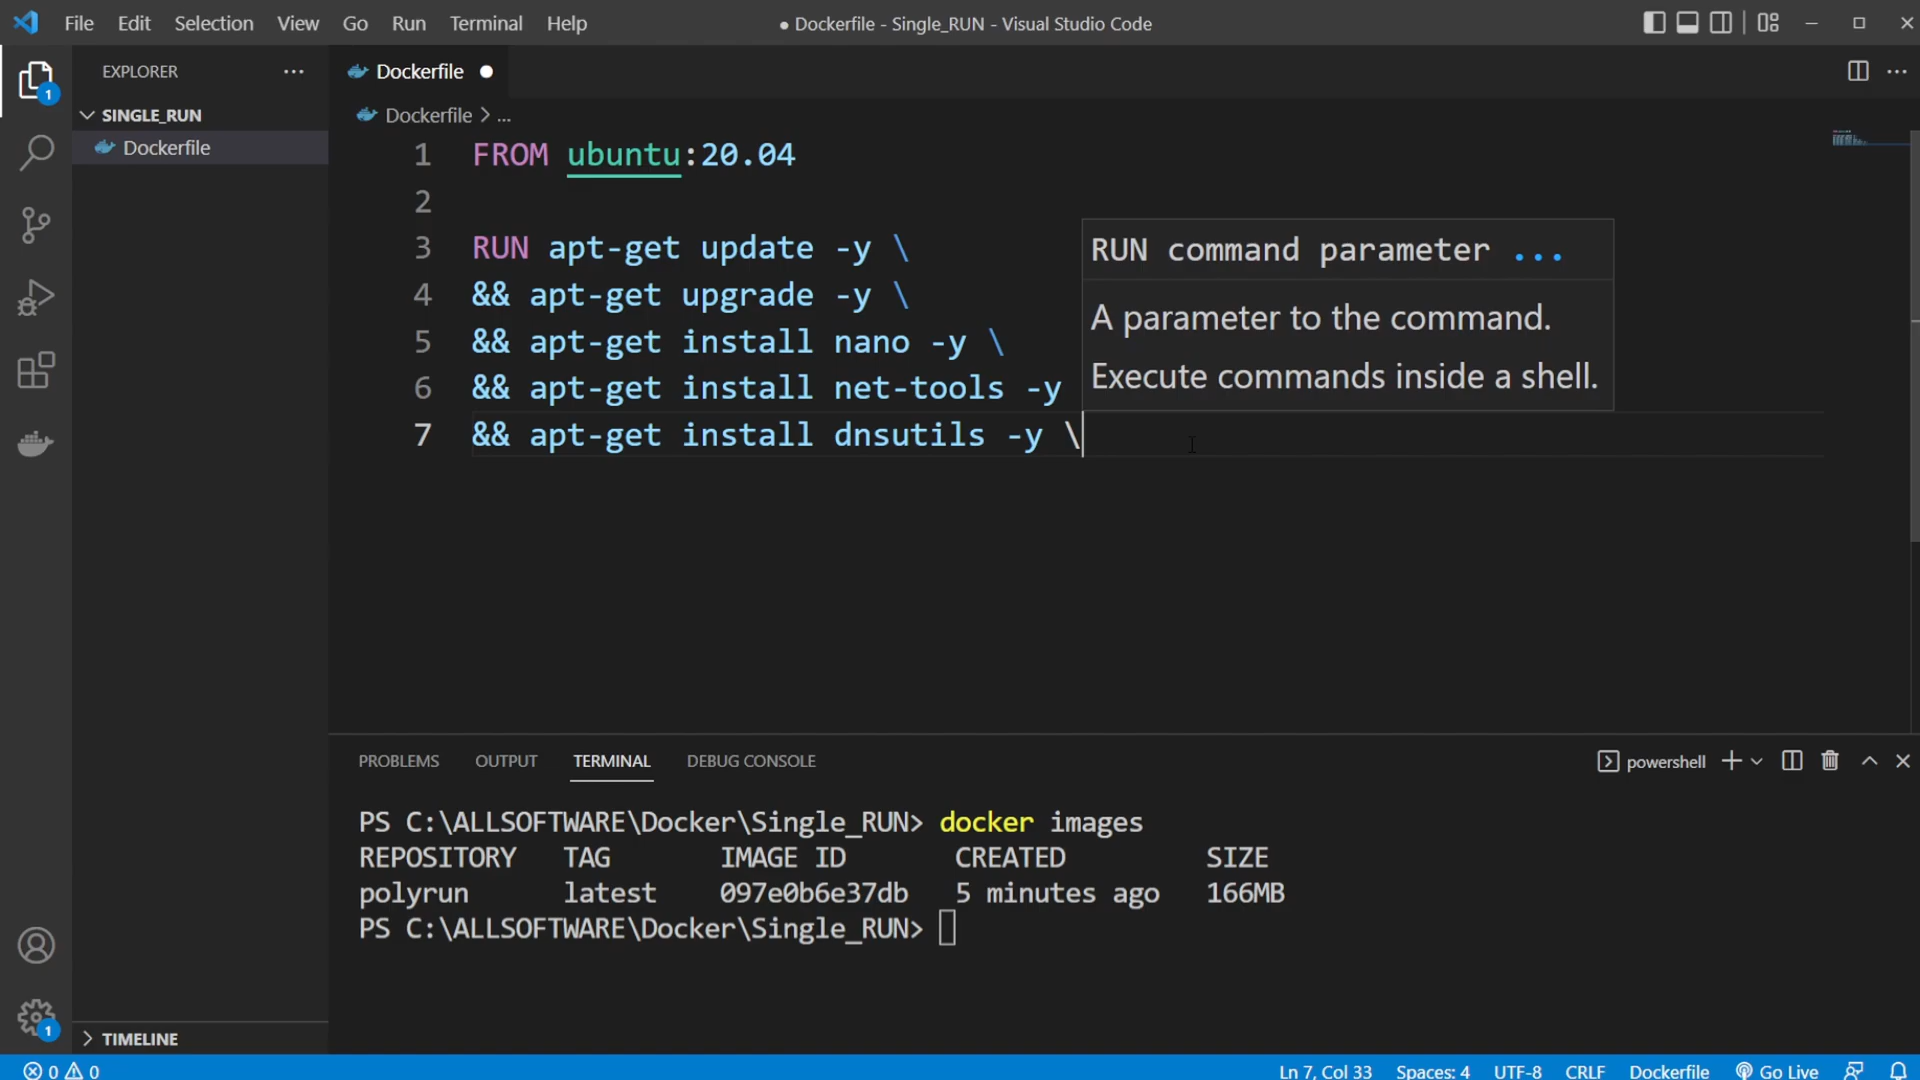 File Edit Selection View Go Run Terminal Help
● Dockerfile - Single_RUN - Visual Studio Code
EXPLORER
Dockerfile ●
1
SINGLE_RUN
Dockerfile
Dockerfile > ...
1 FROM ubuntu:20.04
2
3 RUN apt-get update -y \
4 && apt-get upgrade -y \
5 && apt-get install nano -y \
6 && apt-get install net-tools -y
7 && apt-get install dnsutils -y \
RUN command parameter ...
A parameter to the command.
Execute commands inside a shell.
PROBLEMS OUTPUT TERMINAL DEBUG CONSOLE
powershell
PS C:\ALLSOFTWARE\Docker\Single_RUN> docker images
REPOSITORY TAG IMAGE ID CREATED SIZE
polyrun latest 097e0b6e37db 5 minutes ago 166MB
PS C:\ALLSOFTWARE\Docker\Single_RUN>
1
TIMELINE
0 0
Ln 7, Col 33 Spaces: 4 UTF-8 CRLF Dockerfile Go Live